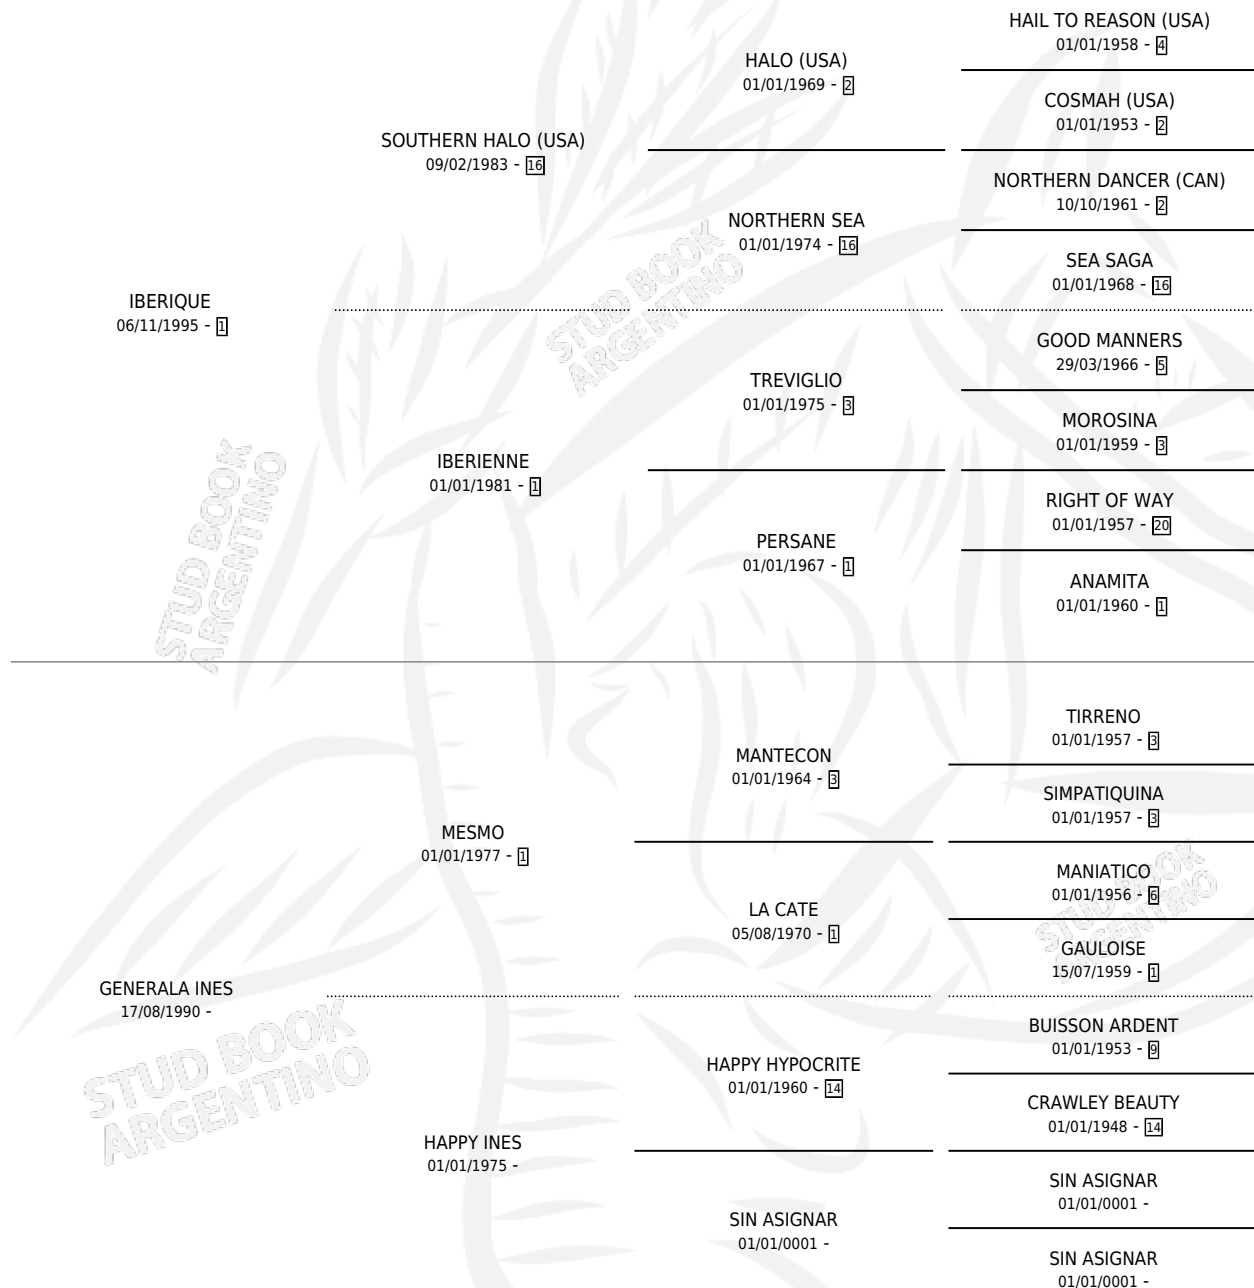 HAIL TO REASON (USA)
01/01/1958 - 4
HALO (USA)
01/01/1969 - 2
COSMAH (USA)
01/01/1953 - 2
SOUTHERN HALO (USA)
09/02/1983 - 16
NORTHERN DANCER (CAN)
10/10/1961 - 2
NORTHERN SEA
01/01/1974 - 16
SEA SAGA
01/01/1968 - 16
IBERIQUE
06/11/1995 - 1
GOOD MANNERS
29/03/1966 - 5
TREVIGLIO
01/01/1975 - 3
MOROSINA
01/01/1959 - 3
IBERIENNE
01/01/1981 - 1
RIGHT OF WAY
01/01/1957 - 20
PERSANE
01/01/1967 - 1
ANAMITA
01/01/1960 - 1
TIRRENO
01/01/1957 - 3
MANTECON
01/01/1964 - 3
SIMPATIQUINA
01/01/1957 - 3
MESMO
01/01/1977 - 1
MANIATICO
01/01/1956 - 6
LA CATE
05/08/1970 - 1
GAULOISE
15/07/1959 - 1
GENERALA INES
17/08/1990 -
BUISSON ARDENT
01/01/1953 - 9
HAPPY HYPOCRITE
01/01/1960 - 14
CRAWLEY BEAUTY
01/01/1948 - 14
HAPPY INES
01/01/1975 -
SIN ASIGNAR
01/01/0001 -
SIN ASIGNAR
01/01/0001 -
SIN ASIGNAR
01/01/0001 -
STUD BOOK
ARGENTINO
STUD BOOK
ARGENTINO
STUD BOOK
ARGENTINO
STUD BOOK
ARGENTINO